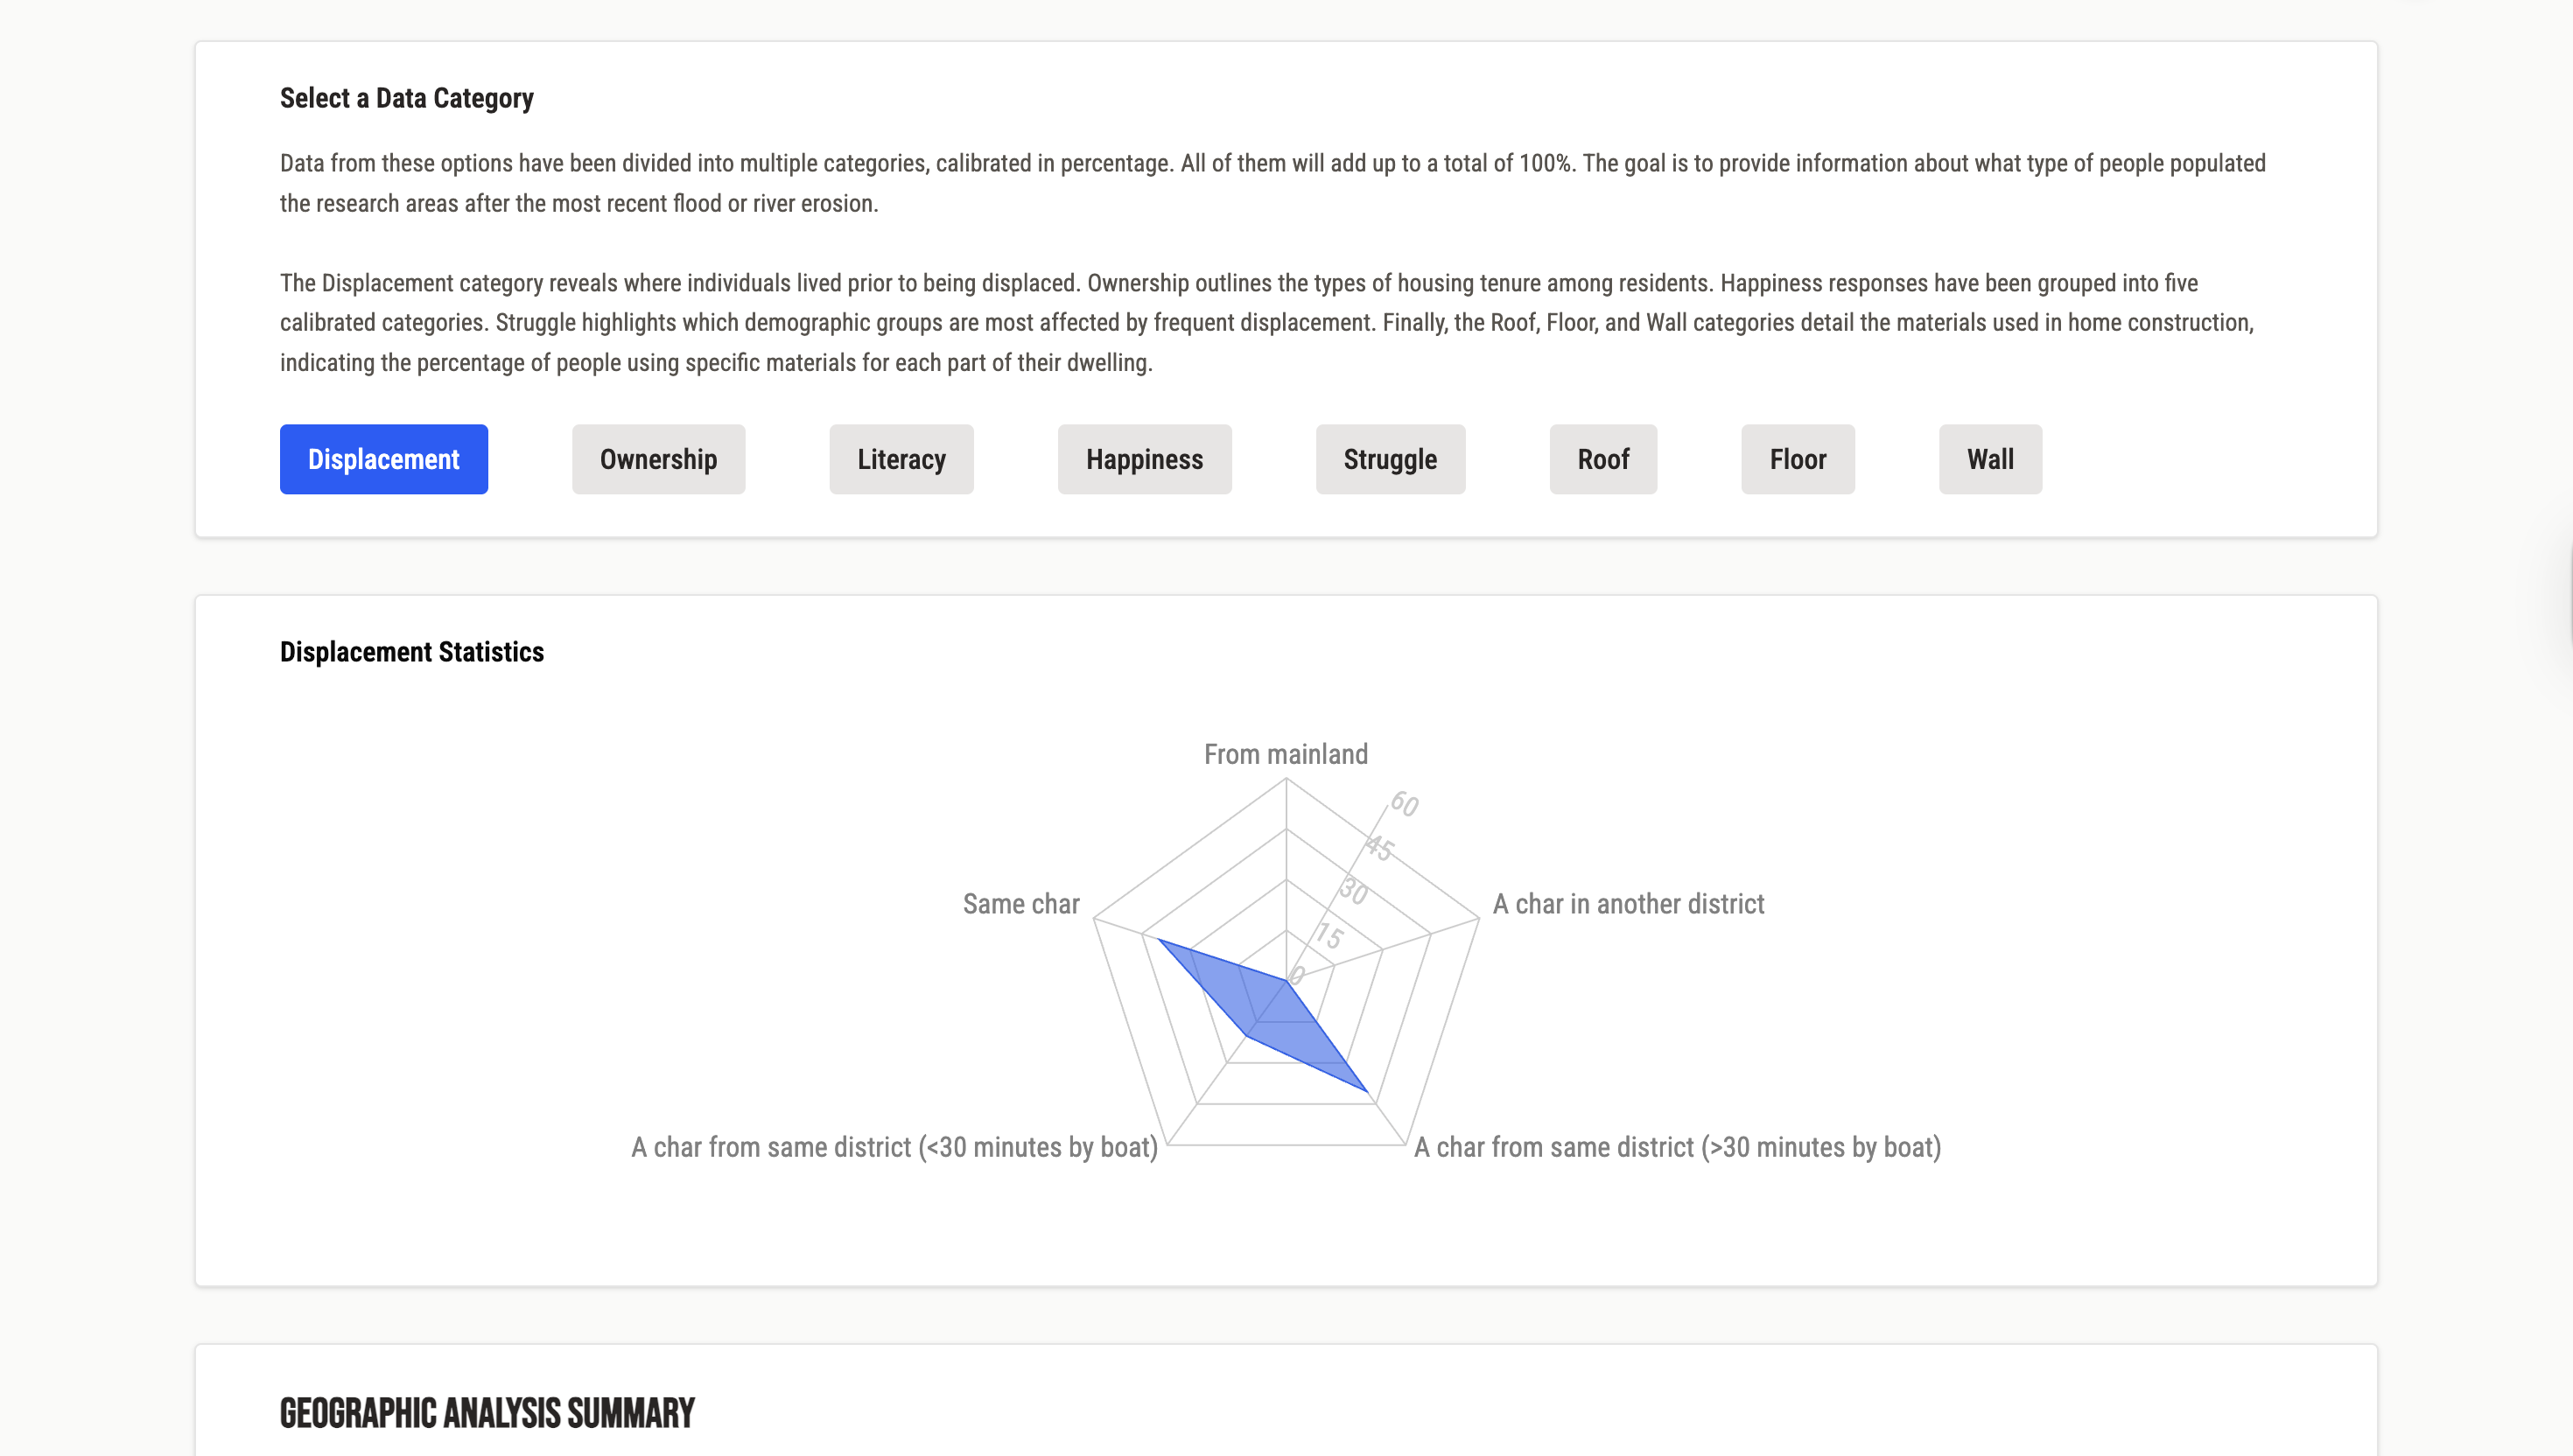 Select a Data Category
Data from these options have been divided into multiple categories, calibrated in percentage. All of them will add up to a total of 100%. The goal is to provide information about what type of people populated
the research areas after the most recent flood or river erosion.
The Displacement category reveals where individuals lived prior to being displaced. Ownership outlines the types of housing tenure among residents. Happiness responses have been grouped into five
calibrated categories. Struggle highlights which demographic groups are most affected by frequent displacement. Finally, the Roof, Floor, and Wall categories detail the materials used in home construction,
indicating the percentage of people using specific materials for each part of their dwelling.
Displacement Ownership Literacy Happiness Struggle Roof Floor Wall
Displacement Statistics
From mainland
60
45
30
Same char
A char in another district
15
0
A char from same district (<30 minutes by boat)
A char from same district (>30 minutes by boat)
GEOGRAPHIC ANALYSIS SUMMARY